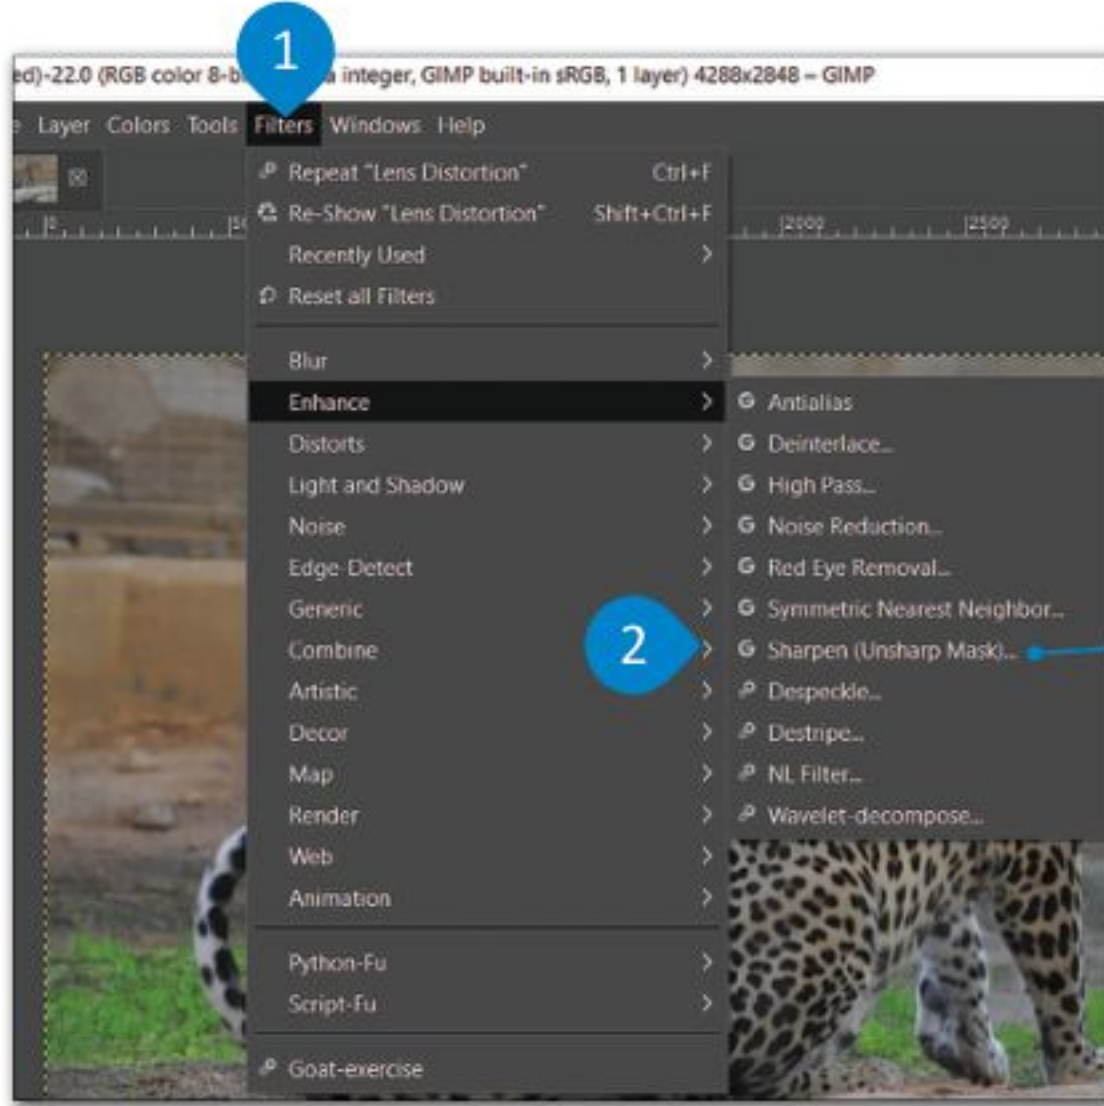 1
ed)-22.0 (RGB color 8-b a integer, GIMP built-in sRGB, 1 layer) 4288x2848 – GIMP
e Layer Colors Tools Filters Windows Help
Repeat "Lens Distortion" Ctrl+F
Re-Show "Lens Distortion" Shift+Ctrl+F
Recently Used
Reset all Filters
0 2000 2500
Blur
Enhance
Distorts
Light and Shadow
Noise
Edge-Detect
Generic
Combine
Artistic
Decor
Map
Render
Web
Animation
Python-Fu
Script-Fu
Goat-exercise
2
Antialias
Deinterlace...
High Pass...
Noise Reduction...
Red Eye Removal...
Symmetric Nearest Neighbor...
Sharpen (Unsharp Mask)...
Despeckle...
Destripe...
NL Filter...
Wavelet-decompose...